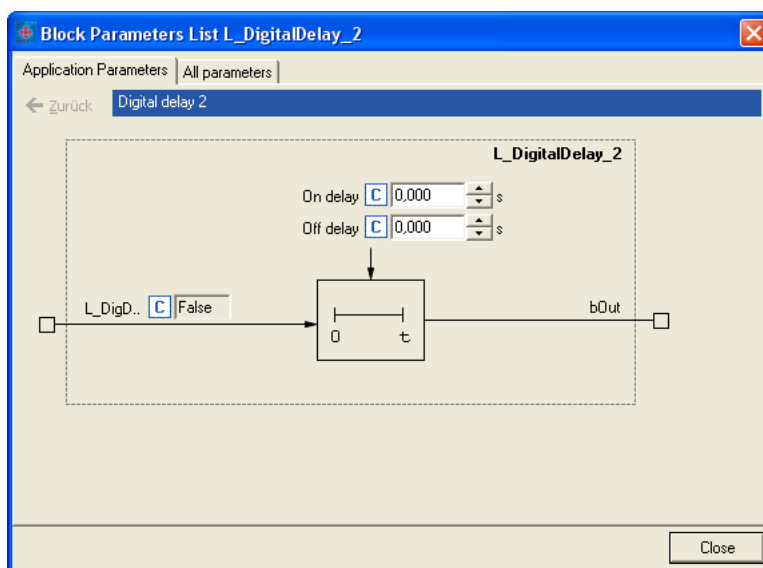 Block Parameters List L_DigitalDelay_2
Application Parameters All parameters
Zurück Digital delay 2
L_DigitalDelay_2
On delay C 0,000 s
Off delay C 0,000 s
L_DigD.. C False
bOut
0 t
Close